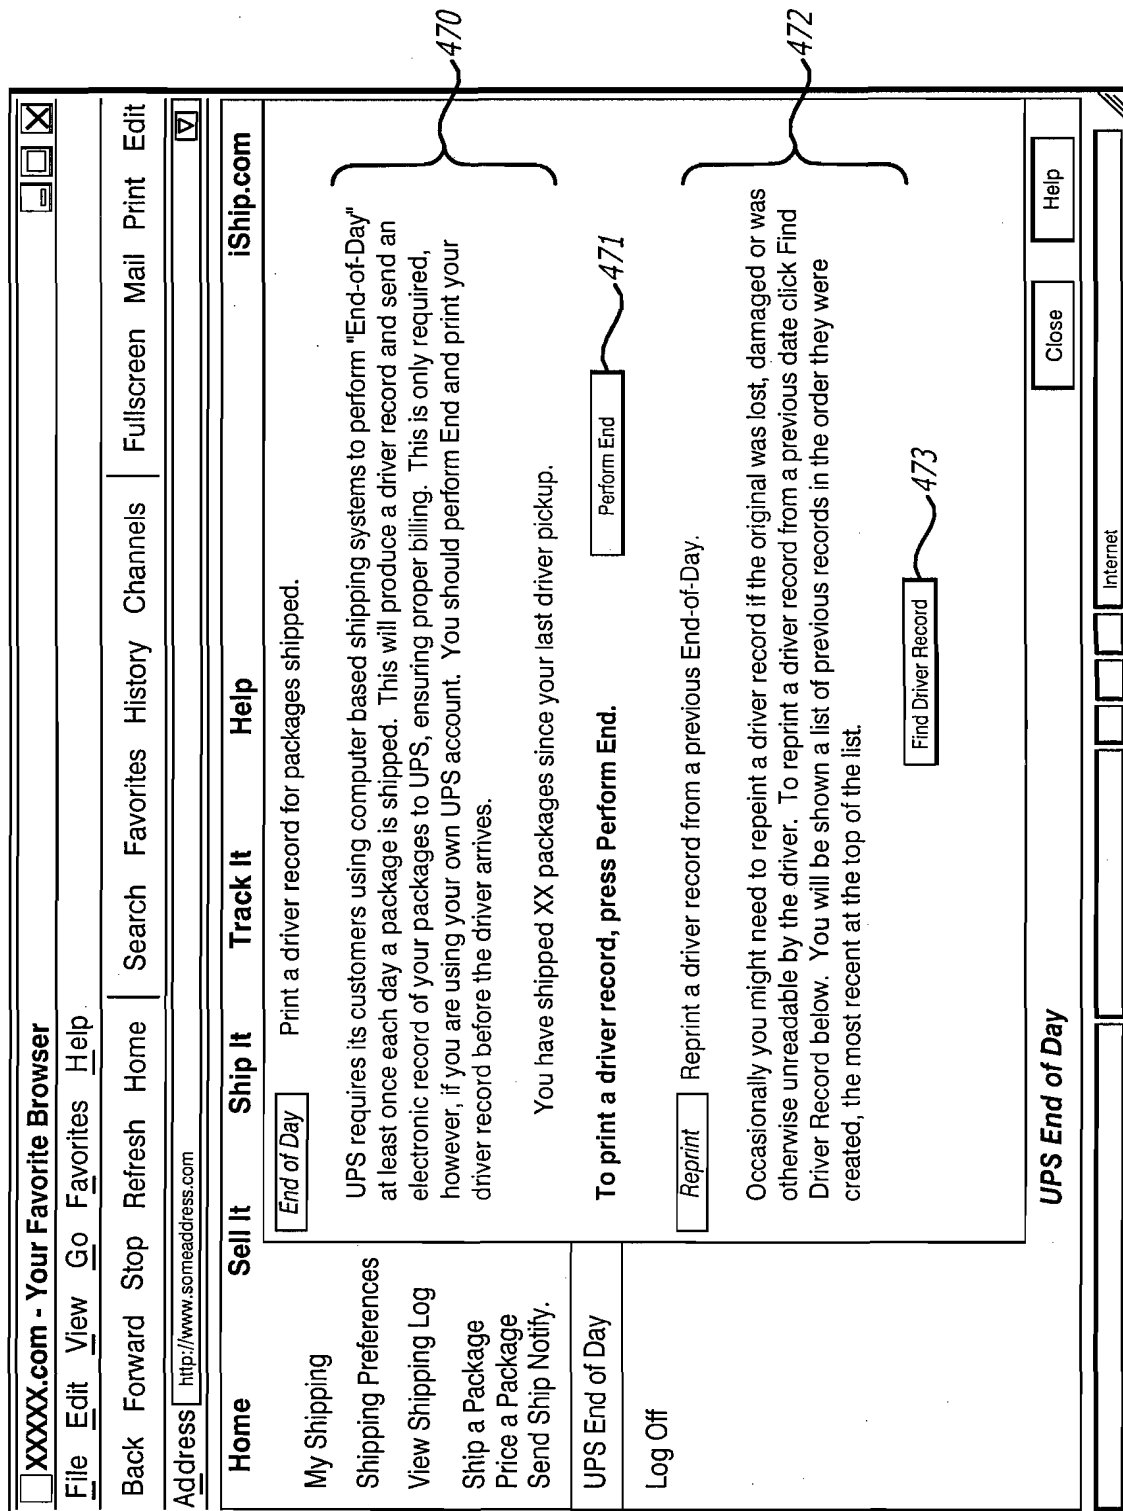 XXXXX.com - Your Favorite Browser
File Edit View Go Favorites Help
Back Forward Stop Refresh Home Search Favorites History Channels Fullscreen Mail Print Edit
Address http://www.someaddress.com
Home Sell It Ship It Track It Help iShip.com
My Shipping
Shipping Preferences
View Shipping Log
Ship a Package
Price a Package
Send Ship Notify.
UPS End of Day
Log Off
End of Day Print a driver record for packages shipped.
UPS requires its customers using computer based shipping systems to perform "End-of-Day"
at least once each day a package is shipped. This will produce a driver record and send an
electronic record of your packages to UPS, ensuring proper billing. This is only required,
however, if you are using your own UPS account. You should perform End and print your
driver record before the driver arrives.
470
You have shipped XX packages since your last driver pickup.
To print a driver record, press Perform End. Perform End 471
Reprint Reprint a driver record from a previous End-of-Day.
Occasionally you might need to repeint a driver record if the original was lost, damaged or was
otherwise unreadable by the driver. To reprint a driver record from a previous date click Find
Driver Record below. You will be shown a list of previous records in the order they were
created, the most recent at the top of the list.
472
Find Driver Record 473
UPS End of Day Close Help
Internet